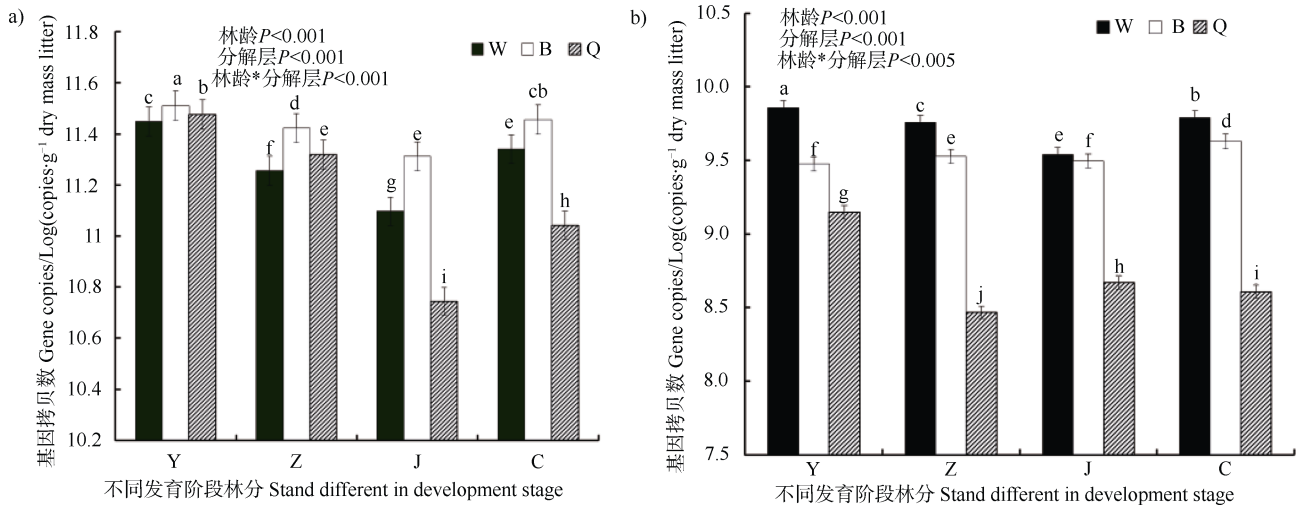 a)
基因拷贝数 Gene copies/Log(copies·g⁻¹ dry mass litter)
11.8
11.6
11.4
11.2
11
10.8
10.6
10.4
10.2
林龄P<0.001
分解层P<0.001
林龄*分解层P<0.001
W B Q
c a b
f d e
g e i
e cb h
Y Z J C
不同发育阶段林分 Stand different in development stage
b)
基因拷贝数 Gene copies/Log(copies·g⁻¹ dry mass litter)
10.5
10.0
9.5
9.0
8.5
8.0
7.5
林龄P<0.001
分解层P<0.001
林龄*分解层P<0.005
W B Q
a f g
c e j
e f h
b d i
Y Z J C
不同发育阶段林分 Stand different in development stage